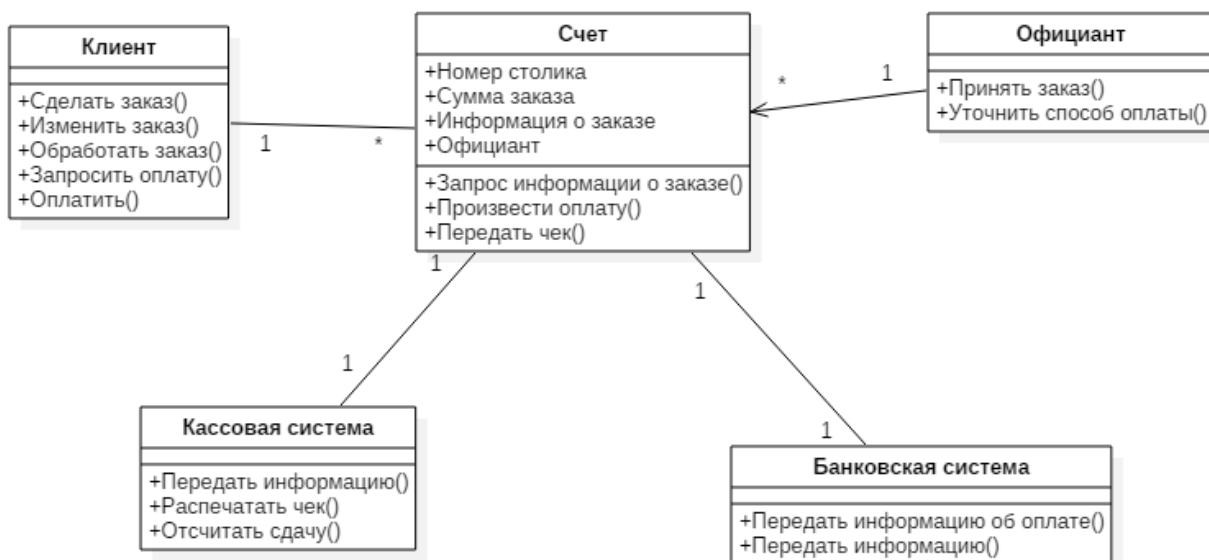 Клиент
+Сделать заказ()
+Изменить заказ()
+Обработать заказ()
+Запросить оплату()
+Оплатить()
1
*
Счет
+Номер столика
+Сумма заказа
+Информация о заказе
+Официант
+Запрос информации о заказе()
+Произвести оплату()
+Передать чек()
*
1
Официант
+Принять заказ()
+Уточнить способ оплаты()
1
1
1
1
Кассовая система
+Передать информацию()
+Распечатать чек()
+Отсчитать сдачу()
Банковская система
+Передать информацию об оплате()
+Передать информацию()